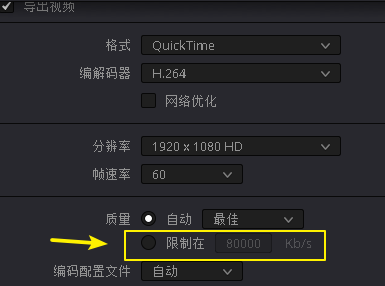 导出视频
格式 QuickTime
编解码器 H.264
网络优化
分辨率 1920 x 1080 HD
帧速率 60
质量 自动 最佳
限制在 80000 Kb/s
编码配置文件 自动